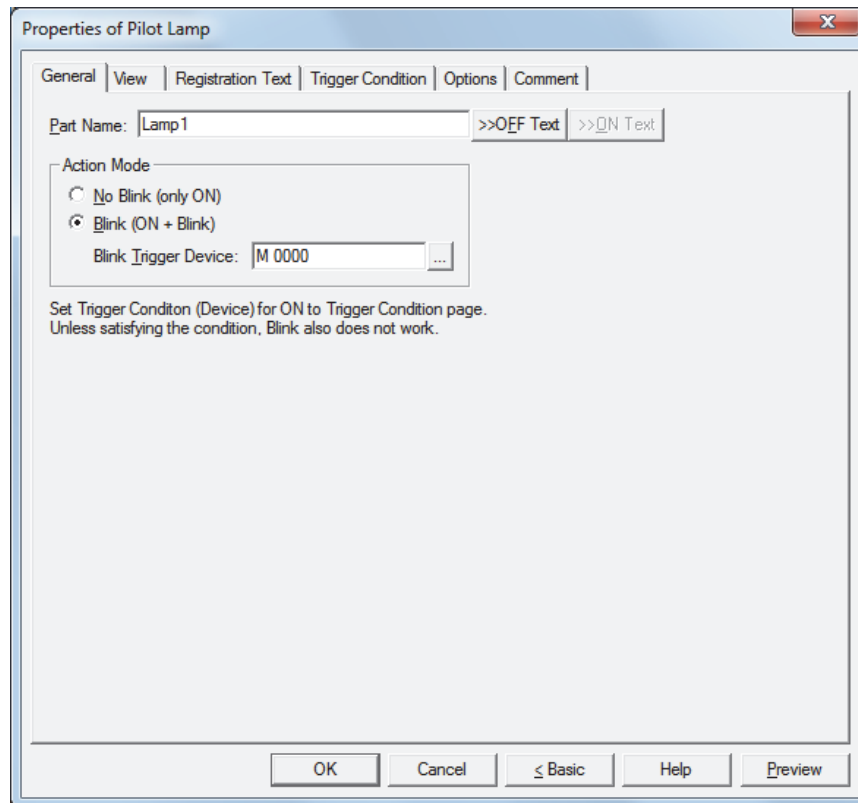 Properties of Pilot Lamp
General View Registration Text Trigger Condition Options Comment
Part Name: Lamp1 >>OFF Text >>ON Text
Action Mode
No Blink (only ON)
Blink (ON + Blink)
Blink Trigger Device: M 0000 ...
Set Trigger Conditon (Device) for ON to Trigger Condition page.
Unless satisfying the condition, Blink also does not work.
OK Cancel < Basic Help Preview